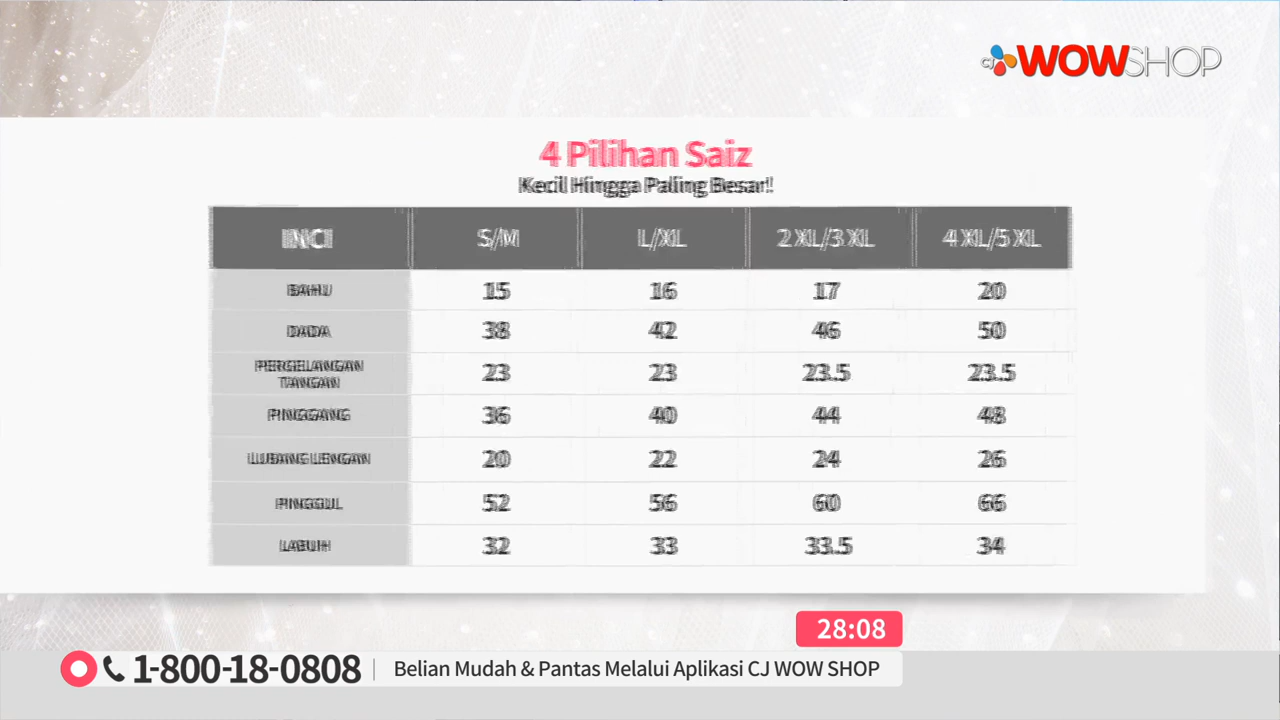 CJ WOWSHOP
4 Pilihan Saiz
Kecil Hingga Paling Besar!
INCI S/M L/XL 2 XL/3 XL 4 XL/5 XL
BAHU 15 16 17 20
DADA 38 42 46 50
PERGELANGAN
TANGAN 23 23 23.5 23.5
PINGGANG 36 40 44 48
LUBANG LENGAN 20 22 24 26
PINGGUL 52 56 60 66
LABUH 32 33 33.5 34
28:08
1-800-18-0808 Belian Mudah & Pantas Melalui Aplikasi CJ WOW SHOP